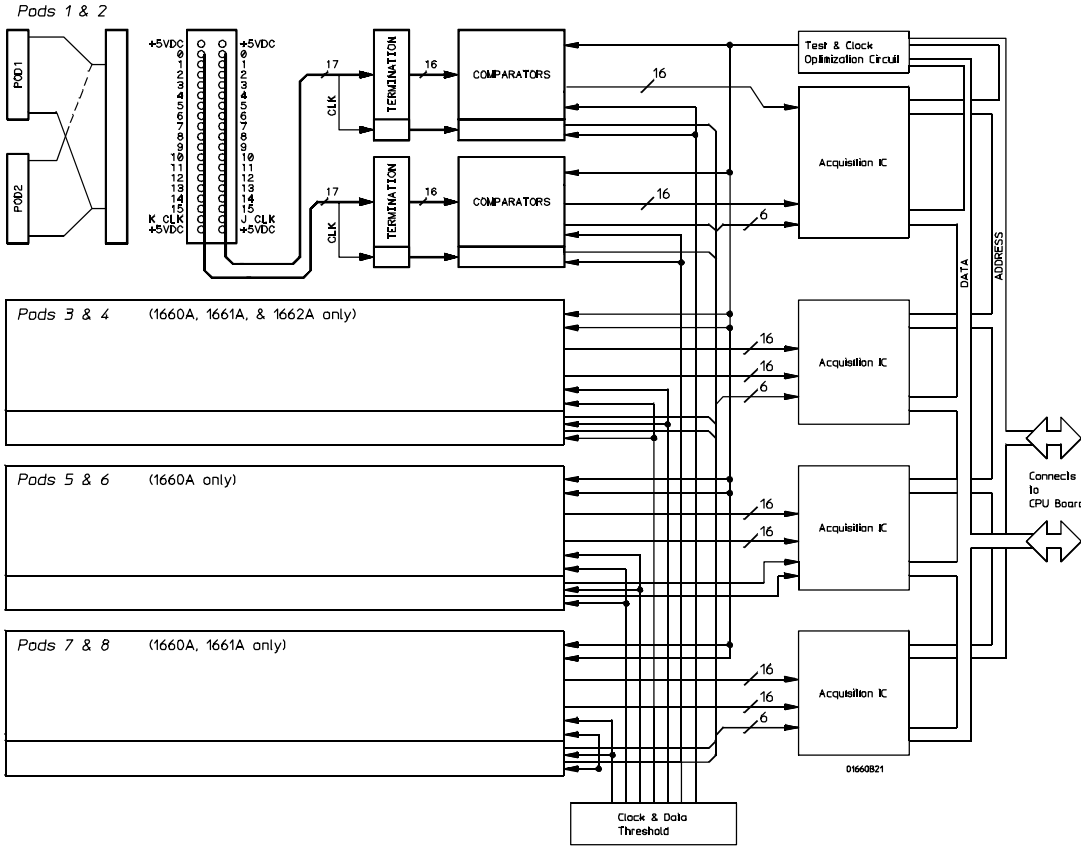 Pods 1 & 2
POD1
POD2
+5VDC +5VDC
0 0
1 1
2 2
3 3
4 4
5 5
6 6
7 7
8 8
9 9
10 10
11 11
12 12
13 13
14 14
15 15
K CLK J CLK
+5VDC +5VDC
17
CLK
TERMINATION
16
COMPARATORS
16
Test & Clock
Optimization Circuit
Acquisition IC
17
CLK
TERMINATION
16
COMPARATORS
16
6
DATA
ADDRESS
Pods 3 & 4 (1660A, 1661A, & 1662A only)
16
16
6
Acquisition IC
Pods 5 & 6 (1660A only)
16
16
Acquisition IC
Connects
to
CPU Board
Pods 7 & 8 (1660A, 1661A only)
16
16
6
Acquisition IC
01660B21
Clock & Data
Threshold